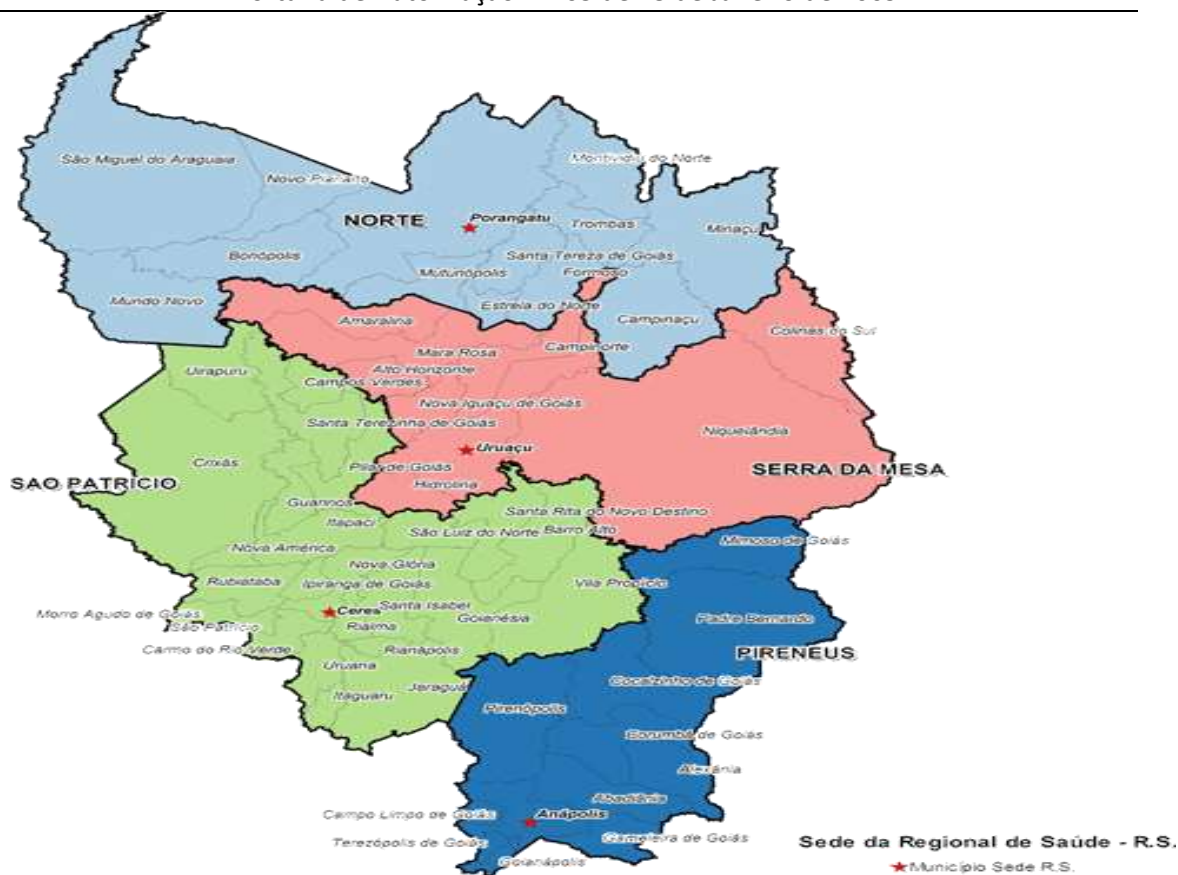 São Miguel do Araguaia
Montividiu do Norte
Novo Planalto
NORTE
Porangatu
Trombas
Minaçu
Bonópolis
Santa Tereza de Goiás
Mutunópolis
Formoso
Mundo Novo
Estrela do Norte
Amaralina
Campinaçu
Colinas do Sul
Campinorte
Mara Rosa
Uirapuru
Alto Horizonte
Campos Verdes
Nova Iguaçu de Goiás
Santa Terezinha de Goiás
Niquelândia
Uruaçu
Crixás
Pilar de Goiás
SERRA DA MESA
SAO PATRÍCIO
Hidrolina
Guarinos
Santa Rita do Novo Destino
Itapaci
São Luiz do Norte
Barro Alto
Mimoso de Goiás
Nova América
Nova Glória
Rubiataba
Ipiranga de Goiás
Vila Propício
Morro Agudo de Goiás
Ceres
Santa Isabel
Goianésia
Padre Bernardo
São Patrício
Rialma
Carmo do Rio Verde
Rianápolis
PIRENEUS
Uruana
Cocalzinho de Goiás
Itaguaru
Jaraguá
Pirenópolis
Corumbá de Goiás
Alexânia
Abadiânia
Campo Limpo de Goiás
Anápolis
Terezópolis de Goiás
Gameleira de Goiás
Goianápolis
Sede da Regional de Saúde - R.S.
Município Sede R.S.